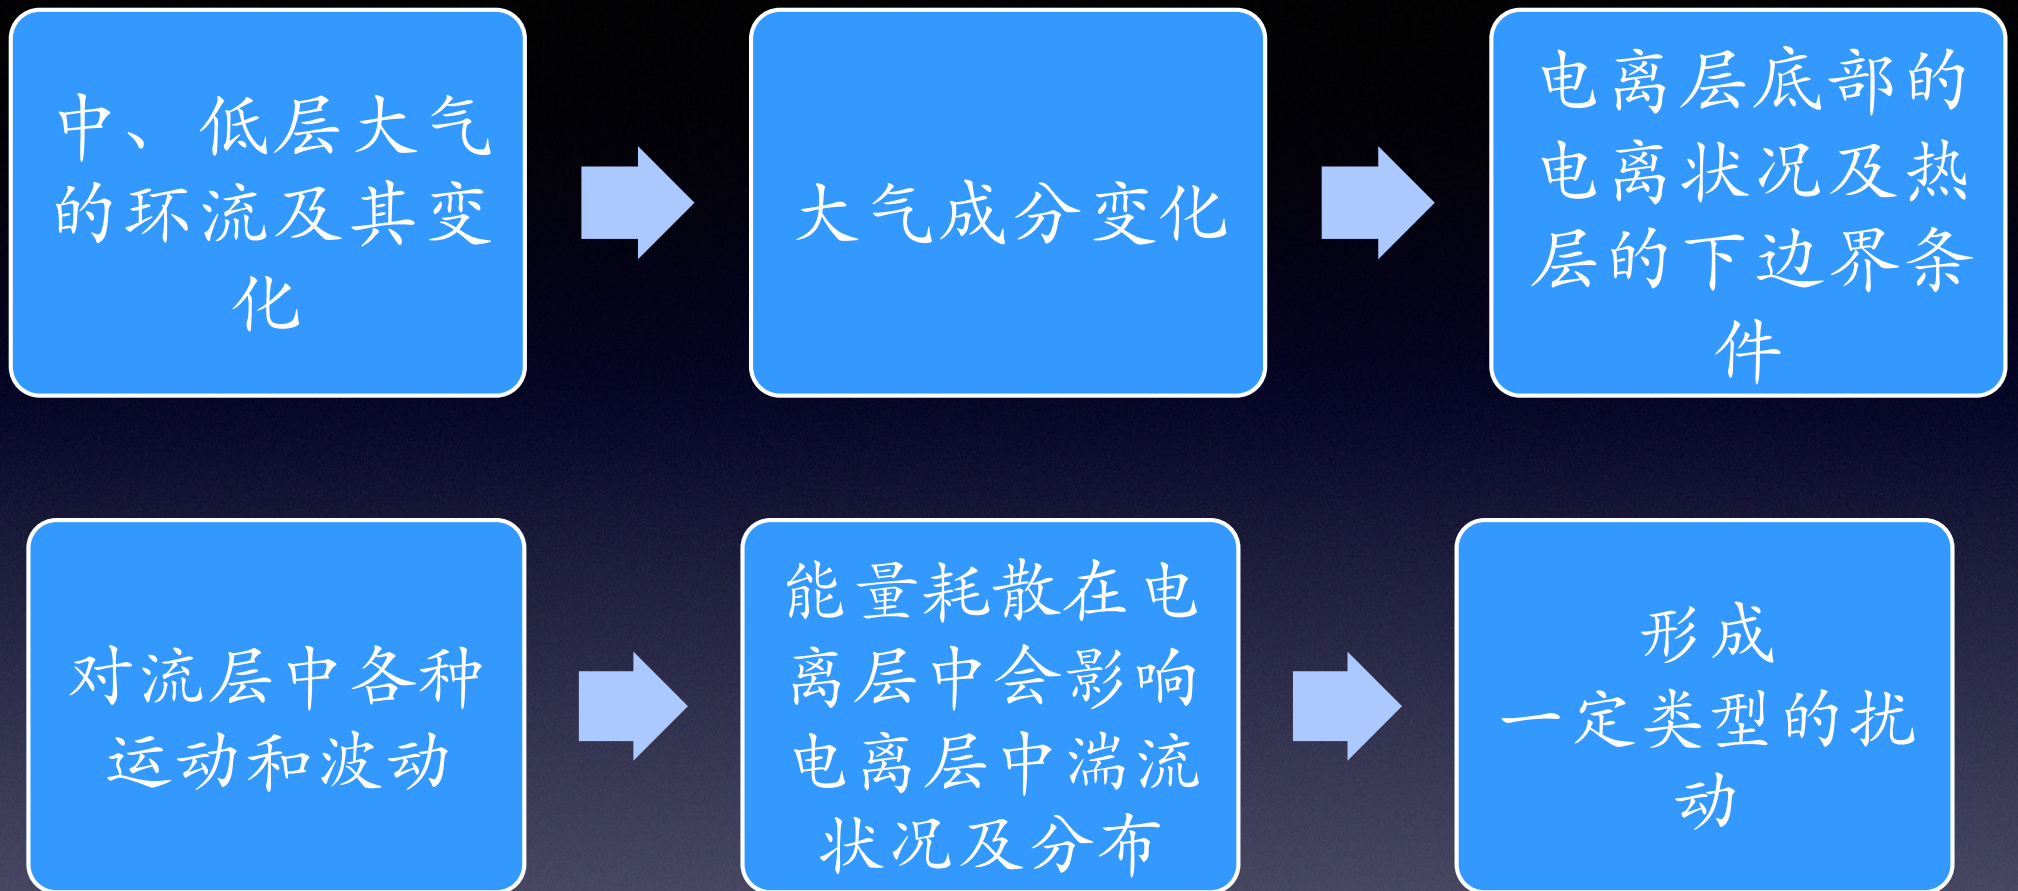 中、低层大气
的环流及其变
化
大气成分变化
电离层底部的
电离状况及热
层的下边界条
件
对流层中各种
运动和波动
能量耗散在电
离层中会影响
电离层中湍流
状况及分布
形成
一定类型的扰
动